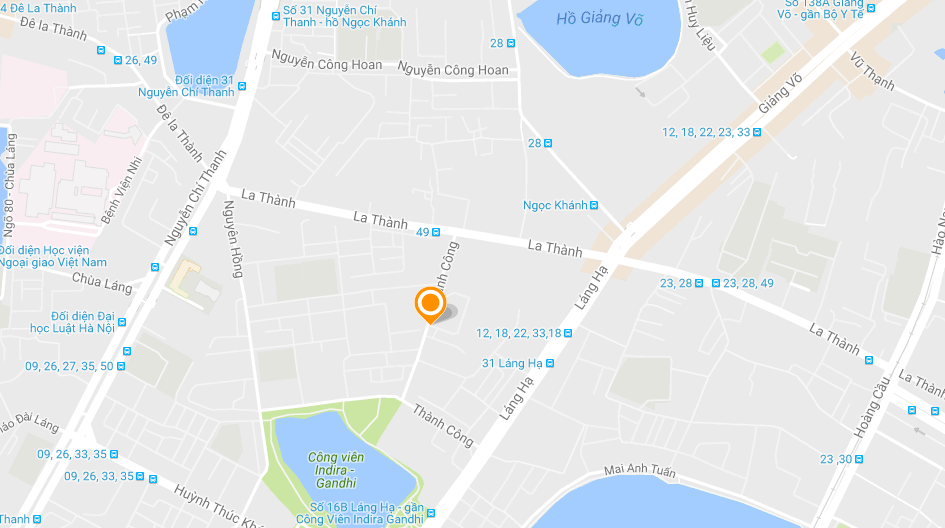 4 Đê La Thành
Đê la Thành
26, 49
Số 31 Nguyễn Chí
Thanh - hồ Ngọc Khánh
28
Hồ Giảng Võ
Huy Liệu
Số 138A Giảng
Võ - gần Bộ Y Tế
Nguyễn Công Hoan
Nguyễn Công Hoan
Đối diện 31
Nguyễn Chí Thanh
Vũ Thạnh
Giảng Võ
Đê la Thành
12, 18, 22, 23, 33
28
Ngõ 80 - Chùa Láng
Bệnh Viện Nhi
Nguyễn Chí Thanh
La Thành
Ngọc Khánh
Nguyên Hồng
La Thành
49
La Thành
Đối diện Học viện
Ngoại giao Việt Nam
Chùa Láng
Láng Hạ
23, 28
23, 28, 49
Đối diện Đại
học Luật Hà Nội
12, 18, 22, 33,18
La Thành
31 Láng Hạ
09, 26, 27, 35, 50
La Thành
Láng Hạ
Hoàng Cầu
Thành Công
09, 26, 33, 35
Công viên
Indira -
Gandhi
23 ,30
09, 26, 33, 35
Mai Anh Tuấn
Huỳnh Thúc
Số 16B Láng Hạ - gần
Công Viên Indira Gandhi
Thanh